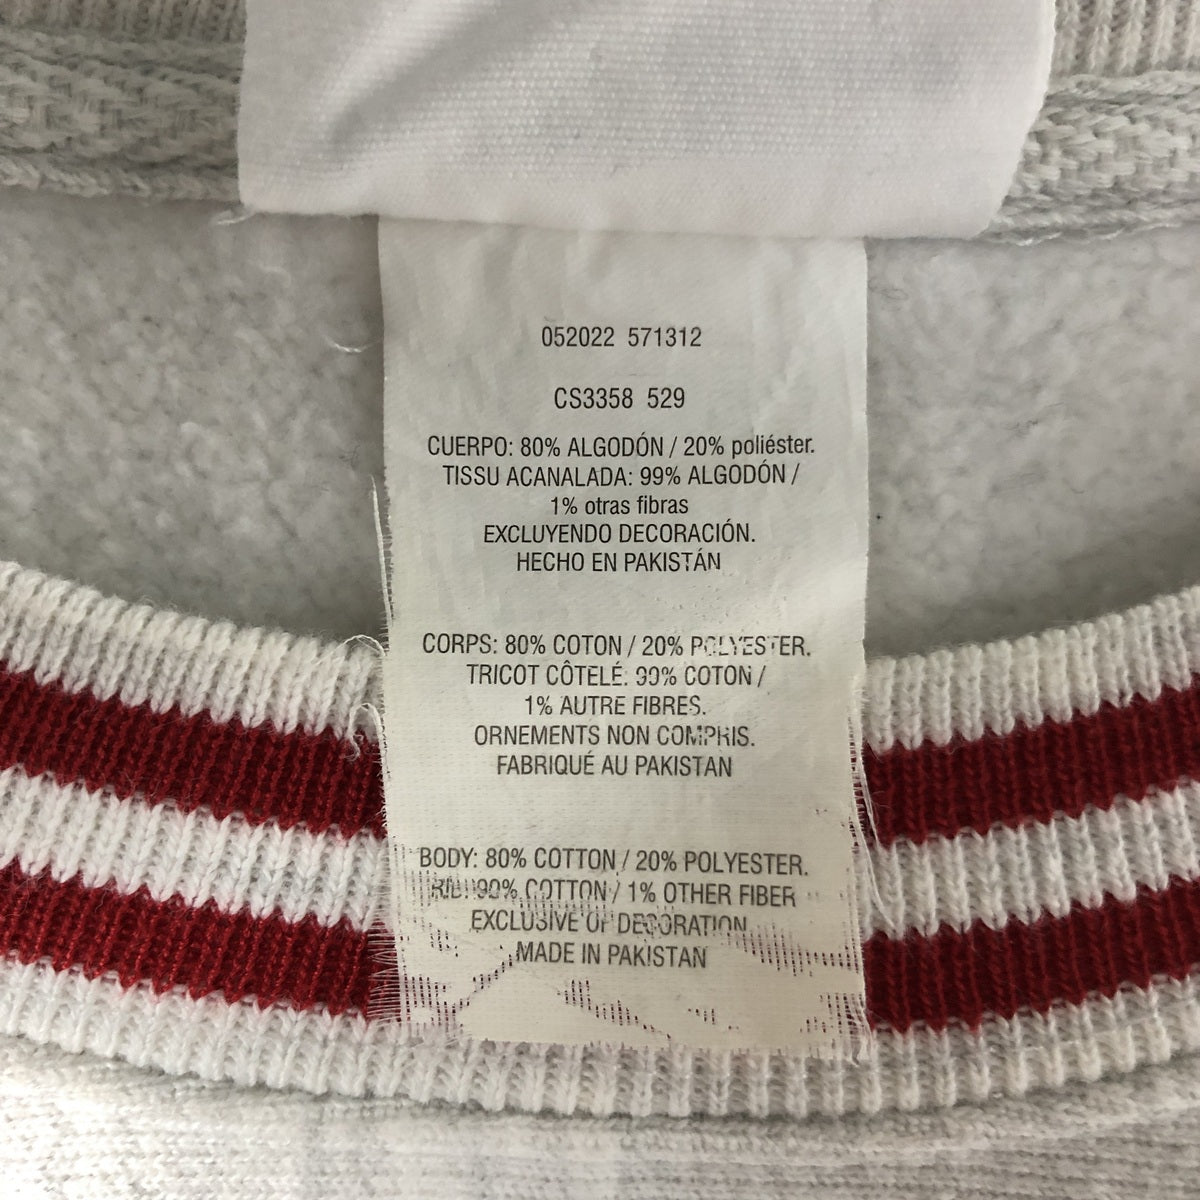 052022 571312
CS3358 529
CUERPO: 80% ALGODÓN / 20% poliéster.
TISSU ACANALADA: 99% ALGODÓN /
1% otras fibras
EXCLUYENDO DECORACIÓN.
HECHO EN PAKISTÁN
CORPS: 80% COTON / 20% POLYESTER.
TRICOT CÔTELÉ: 99% COTON /
1% AUTRE FIBRES.
ORNEMENTS NON COMPRIS.
FABRIQUÉ AU PAKISTAN
BODY: 80% COTTON / 20% POLYESTER.
RIB: 99% COTTON / 1% OTHER FIBER
EXCLUSIVE OF DECORATION
MADE IN PAKISTAN